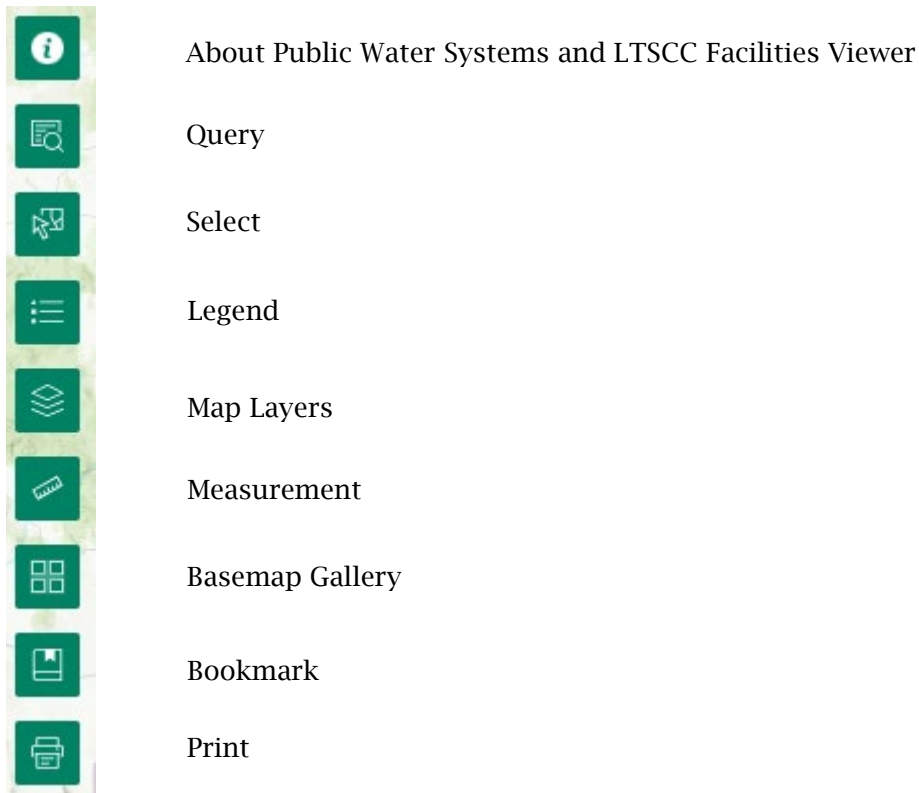 About Public Water Systems and LTSCC Facilities Viewer
Query
Select
Legend
Map Layers
Measurement
Basemap Gallery
Bookmark
Print